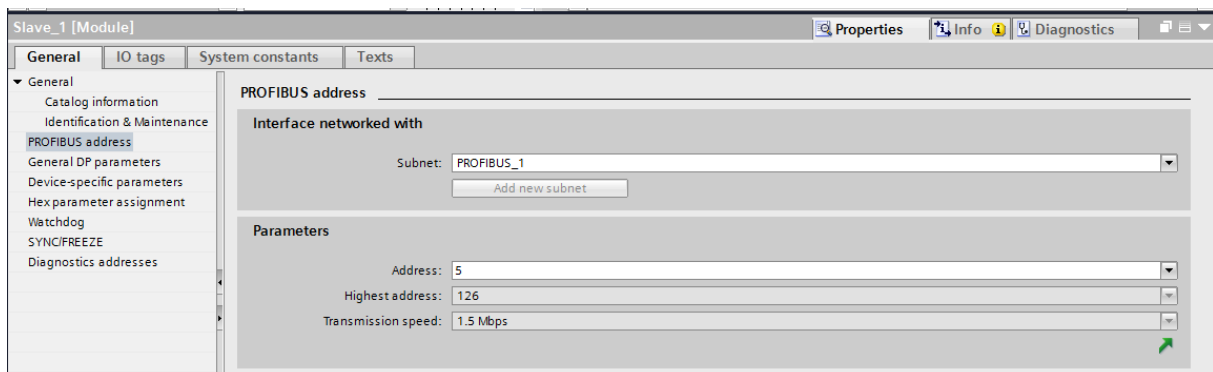 Slave_1 [Module]
Properties
Info
Diagnostics
General
IO tags
System constants
Texts
General
Catalog information
Identification & Maintenance
PROFIBUS address
General DP parameters
Device-specific parameters
Hex parameter assignment
Watchdog
SYNC/FREEZE
Diagnostics addresses
PROFIBUS address
Interface networked with
Subnet: PROFIBUS_1
Add new subnet
Parameters
Address: 5
Highest address: 126
Transmission speed: 1.5 Mbps